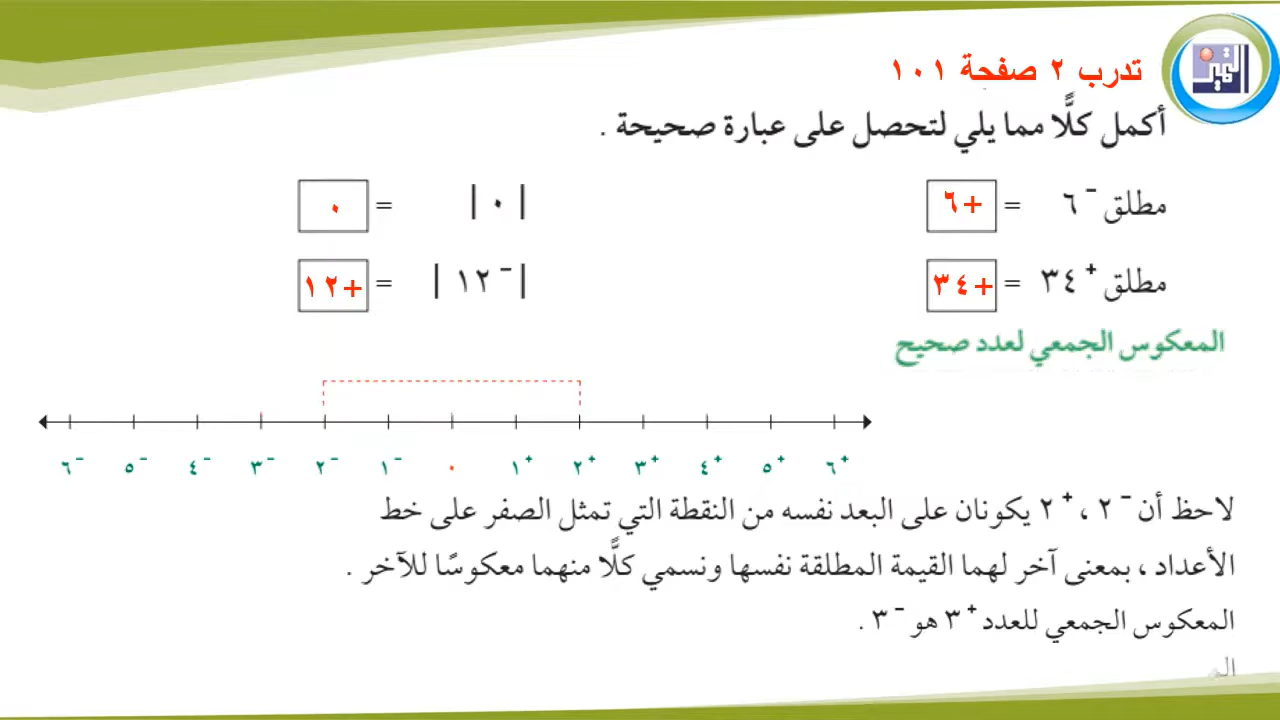 تدرب ٢ صفحة ١٠١
التميز
أكمل كلًّا مما يلي لتحصل على عبارة صحيحة .
مطلق ⁻٦ = +٦
|٠| = ٠
مطلق ⁺٣٤ = +٣٤
|⁻١٢| = +١٢
المعكوس الجمعي لعدد صحيح
⁻٦ ⁻٥ ⁻٤ ⁻٣ ⁻٢ ⁻١ ٠ ⁺١ ⁺٢ ⁺٣ ⁺٤ ⁺٥ ⁺٦
لاحظ أن ⁻٢ ، ⁺٢ يكونان على البعد نفسه من النقطة التي تمثل الصفر على خط
الأعداد ، بمعنى آخر لهما القيمة المطلقة نفسها ونسمي كلًّا منهما معكوسًا للآخر .
المعكوس الجمعي للعدد ⁺٣ هو ⁻٣ .